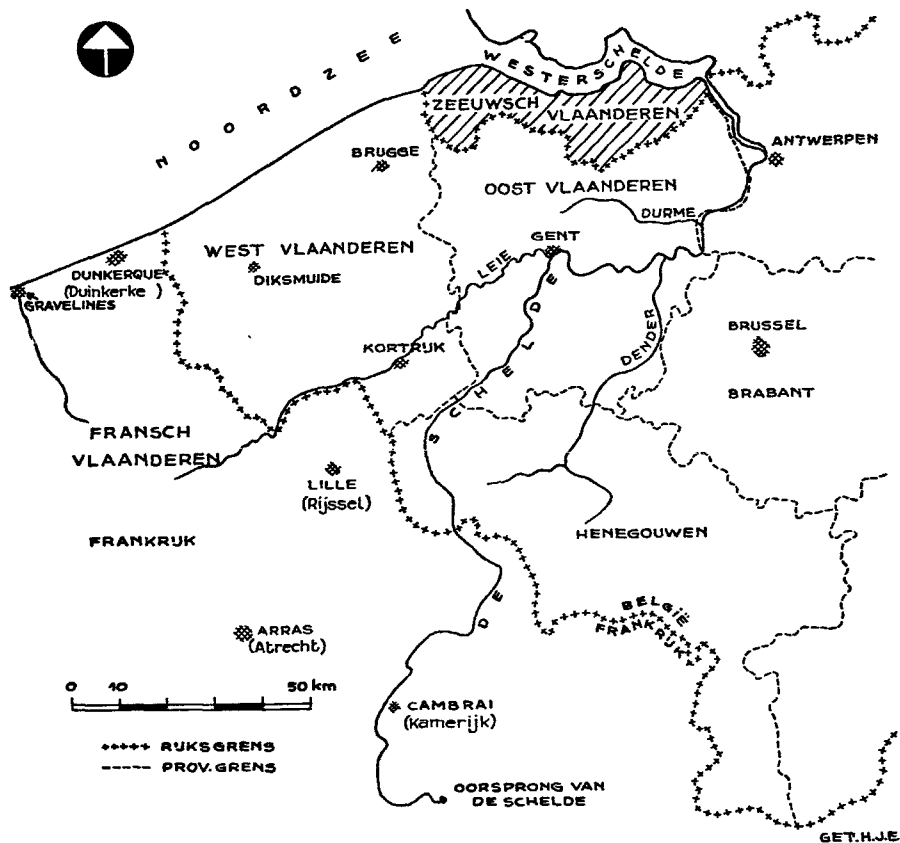 NOORDZEE
WESTERSCHELDE
ZEEUWSCH
VLAANDEREN
ANTWERPEN
BRUGGE
OOST VLAANDEREN
DURME
WEST VLAANDEREN
GENT
LEIE
DUNKERQUE
(Duinkerke)
DIKSMUIDE
GRAVELINES
DE SCHELDE
DENDER
BRUSSEL
KORTRIJK
BRABANT
FRANSCH
VLAANDEREN
LILLE
(Rijssel)
FRANKRIJK
HENEGOUWEN
BELGIË
FRANKRIJK
ARRAS
(Atrecht)
0 10 50 km
CAMBRAI
(Kamerijk)
RIJKSGRENS
PROV. GRENS
OORSPRONG VAN
DE SCHELDE
GET. H.J.E